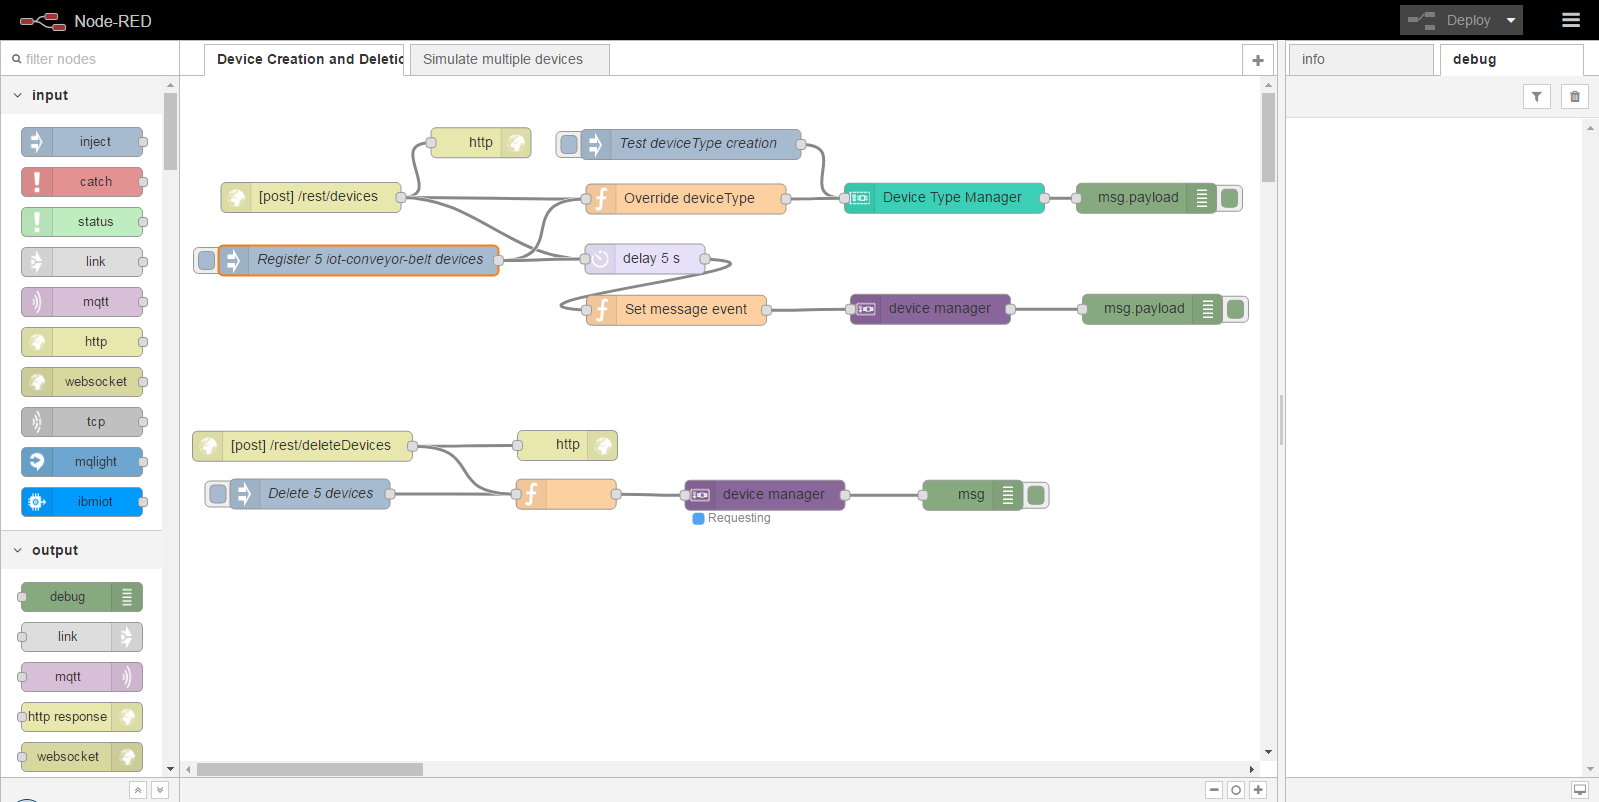 Node-RED
Deploy
filter nodes
Device Creation and Deletic
Simulate multiple devices
info
debug
input
inject
catch
status
link
mqtt
http
websocket
tcp
mqlight
ibmiot
output
debug
link
mqtt
http response
websocket
http
Test deviceType creation
[post] /rest/devices
Override deviceType
Device Type Manager
msg.payload
Register 5 iot-conveyor-belt devices
delay 5 s
Set message event
device manager
msg.payload
[post] /rest/deleteDevices
http
Delete 5 devices
device manager
msg
Requesting